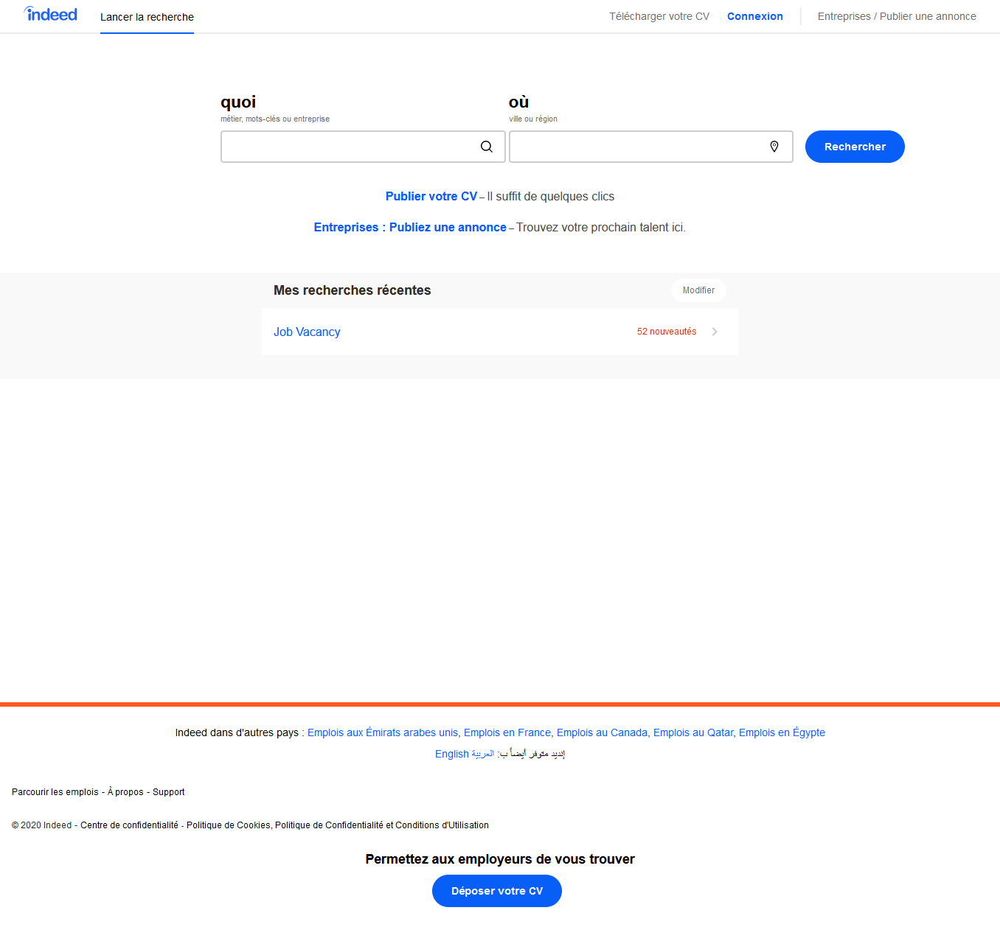 indeed
Lancer la recherche
Télécharger votre CV
Connexion
Entreprises / Publier une annonce
quoi
métier, mots-clés ou entreprise
où
ville ou région
Rechercher
Publier votre CV – Il suffit de quelques clics
Entreprises : Publiez une annonce – Trouvez votre prochain talent ici.
Mes recherches récentes
Modifier
Job Vacancy
52 nouveautés
Indeed dans d'autres pays : Emplois aux Émirats arabes unis, Emplois en France, Emplois au Canada, Emplois au Qatar, Emplois en Égypte
إنديد متوفر أيضاً ب: العربية English
Parcourir les emplois - À propos - Support
© 2020 Indeed - Centre de confidentialité - Politique de Cookies, Politique de Confidentialité et Conditions d'Utilisation
Permettez aux employeurs de vous trouver
Déposer votre CV